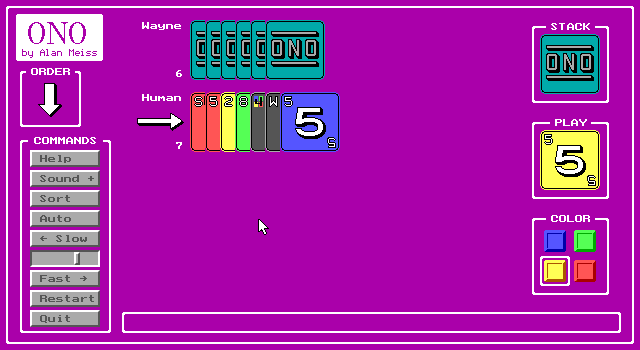 ONO
by Alan Meiss
ORDER
COMMANDS
Help
Sound +
Sort
Auto
← Slow
Fast →
Restart
Quit
Wayne
6
ONO
Human
7
S 5 2 8 4 W 5
5
5
STACK
ONO
PLAY
5
5
5
COLOR